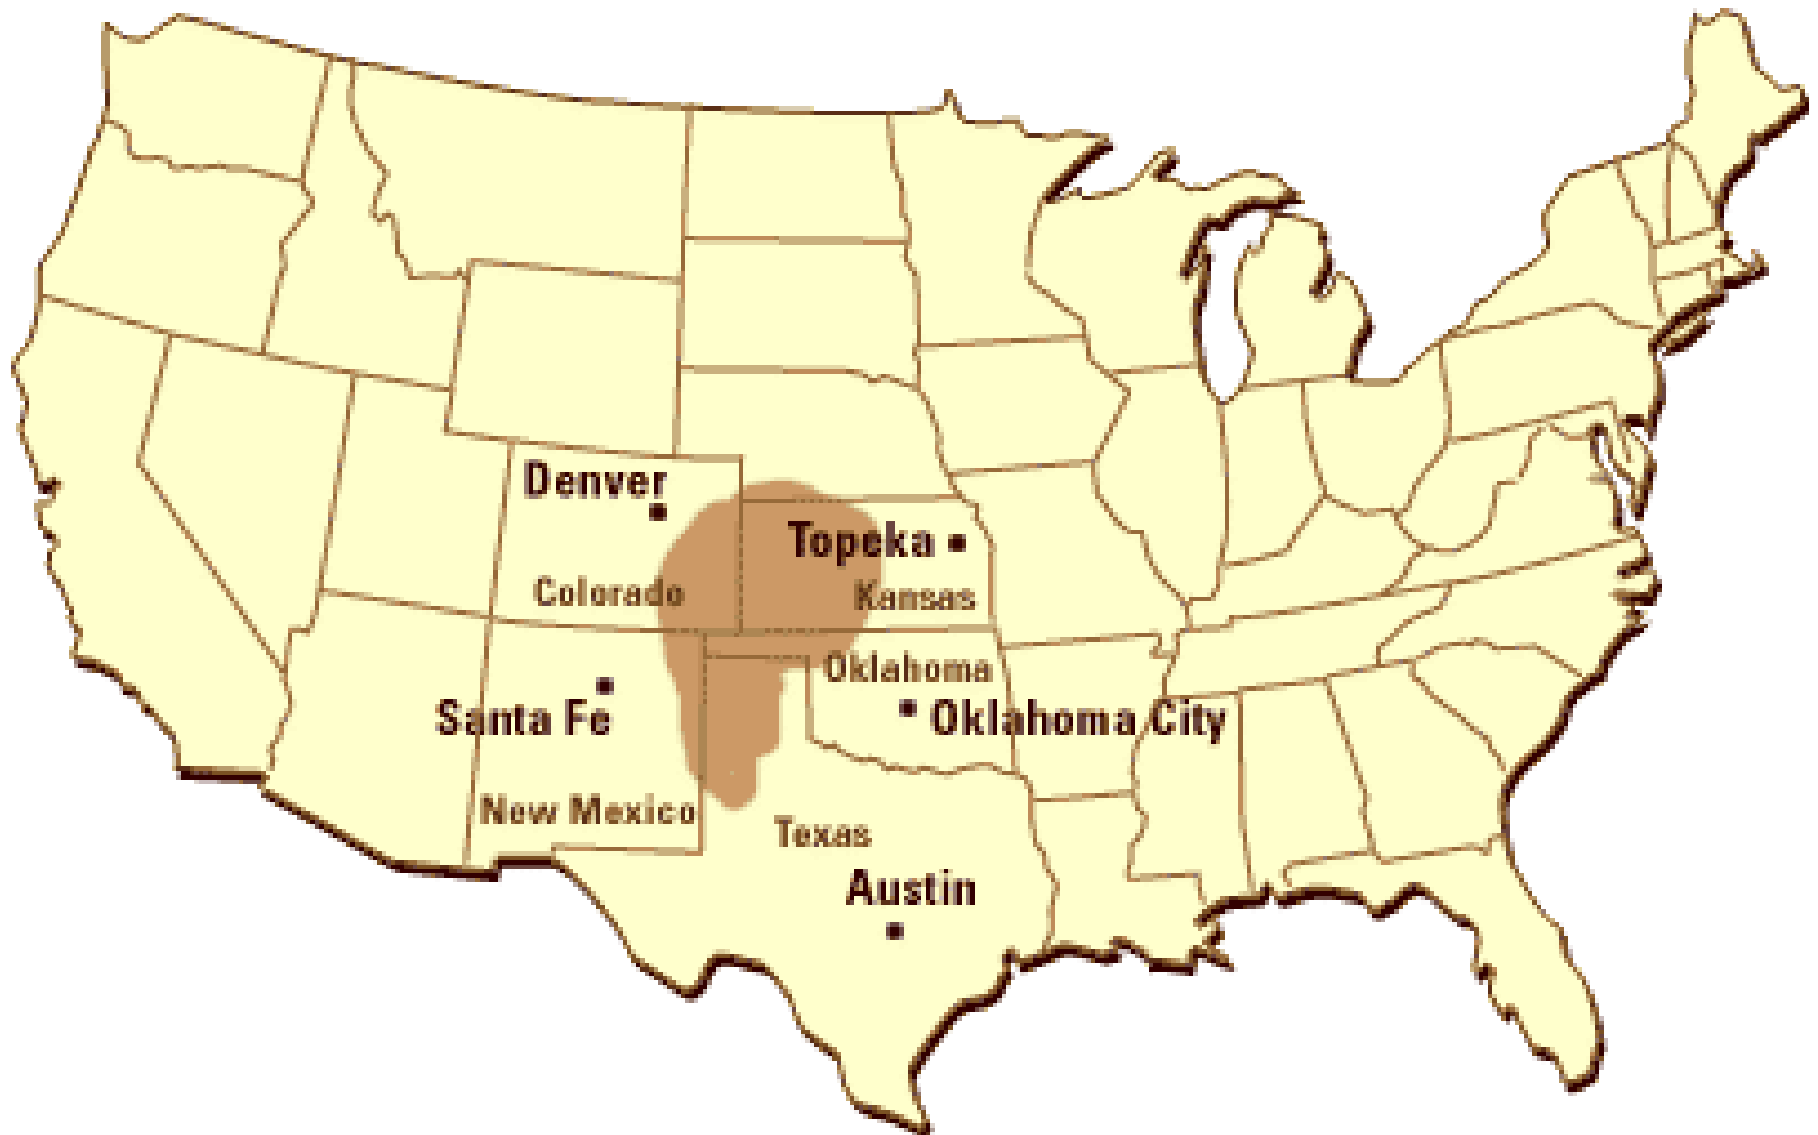 Denver
Topeka
Colorado
Kansas
Oklahoma
Santa Fe
Oklahoma City
New Mexico
Texas
Austin